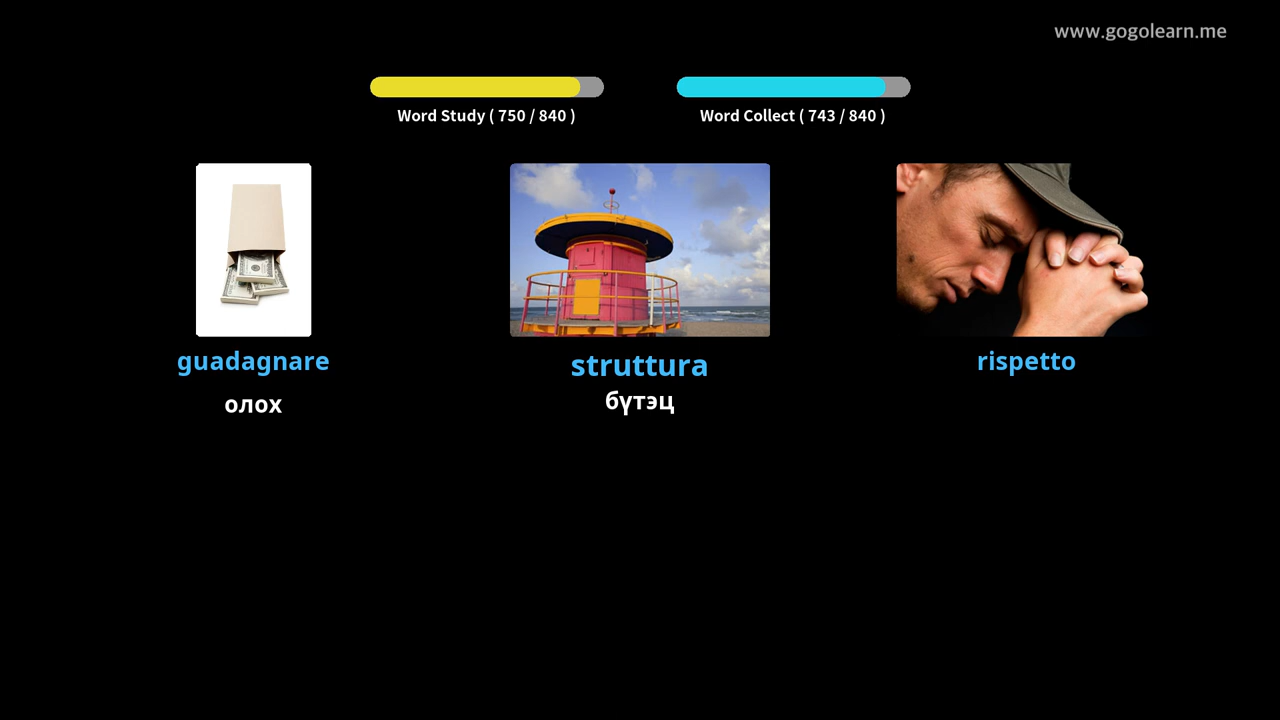 www.gogolearn.me
Word Study ( 750 / 840 )
Word Collect ( 743 / 840 )
guadagnare
олох
struttura
бүтэц
rispetto